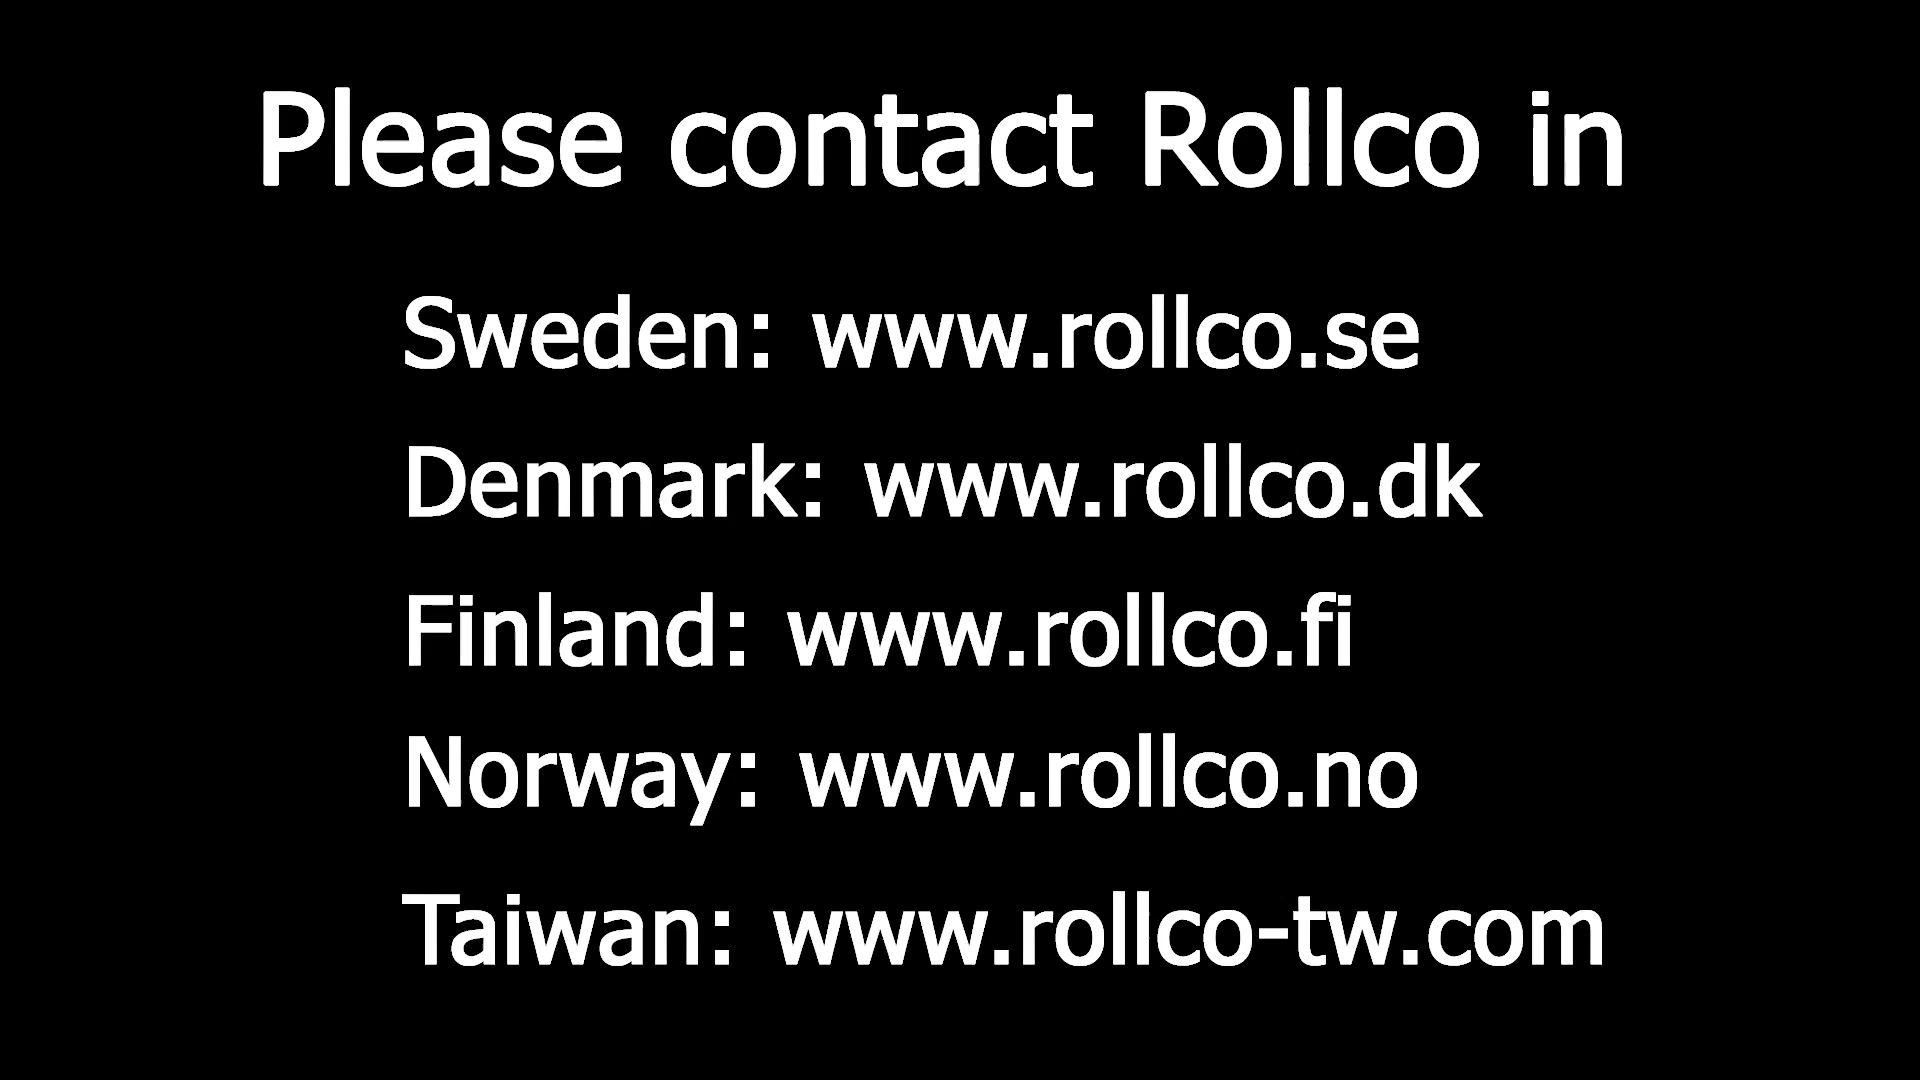 Please contact Rollco in
Sweden: www.rollco.se
Denmark: www.rollco.dk
Finland: www.rollco.fi
Norway: www.rollco.no
Taiwan: www.rollco-tw.com